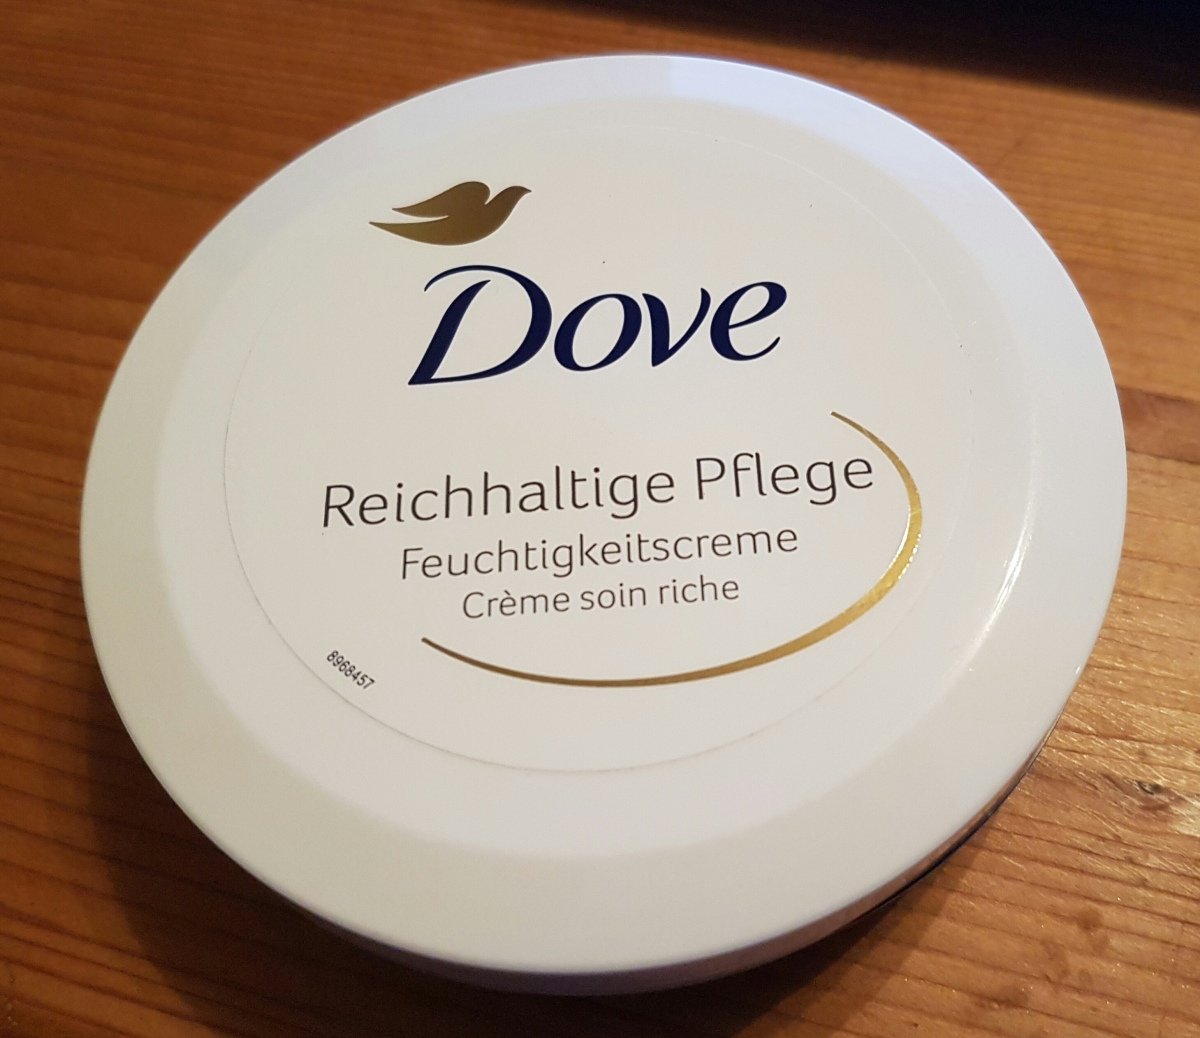 Dove
Reichhaltige Pflege
Feuchtigkeitscreme
Crème soin riche
8968457